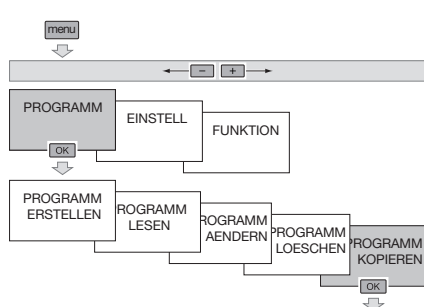 menu
← - + →
PROGRAMM
EINSTELL
FUNKTION
OK
PROGRAMM
ERSTELLEN
PROGRAMM
LESEN
PROGRAMM
AENDERN
PROGRAMM
LOESCHEN
PROGRAMM
KOPIEREN
OK